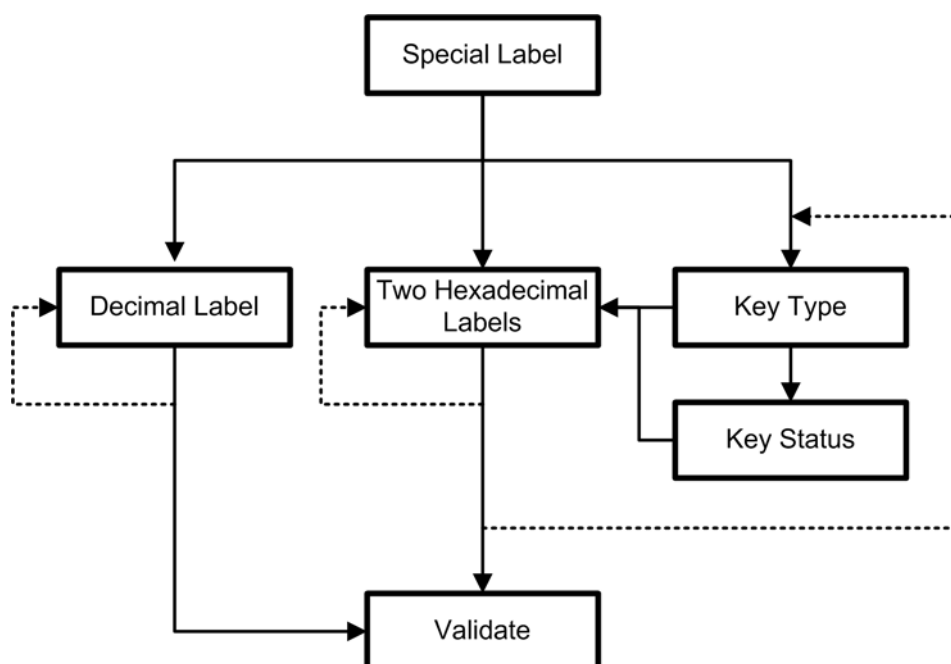 Special Label
Decimal Label
Two Hexadecimal
Labels
Key Type
Key Status
Validate